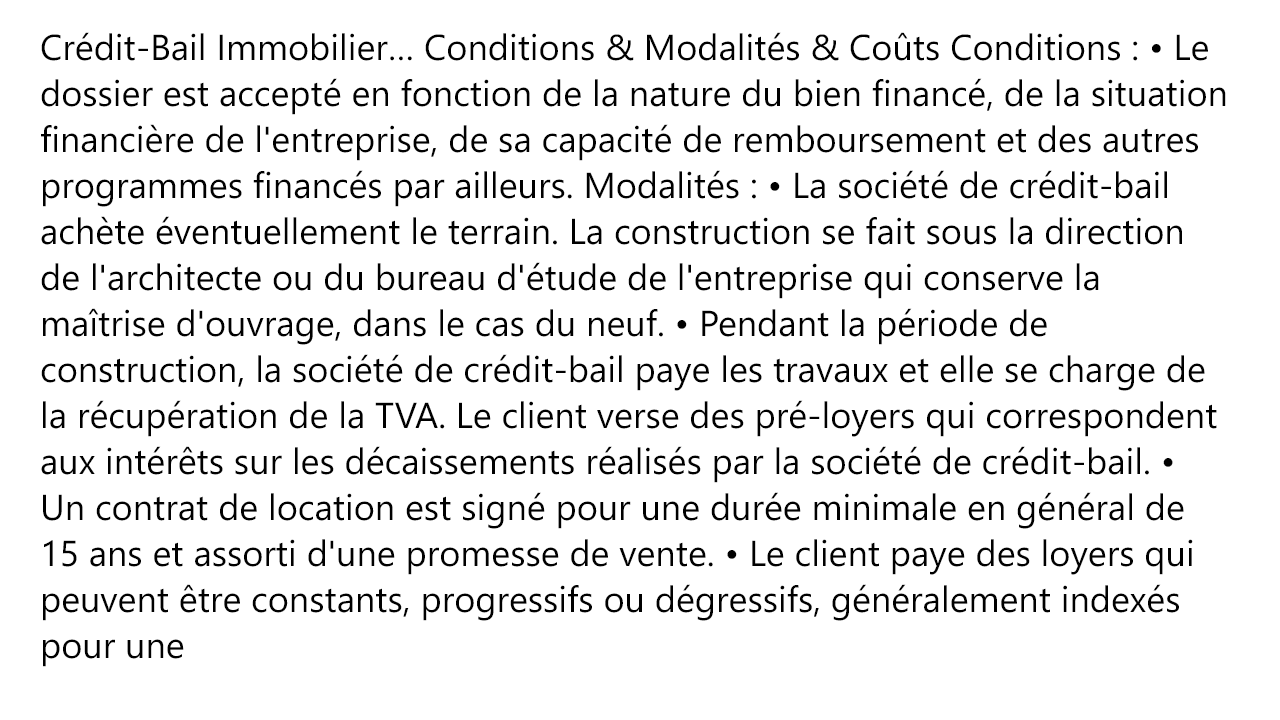 Crédit-Bail Immobilier... Conditions & Modalités & Coûts Conditions : • Le
dossier est accepté en fonction de la nature du bien financé, de la situation
financière de l'entreprise, de sa capacité de remboursement et des autres
programmes financés par ailleurs. Modalités : • La société de crédit-bail
achète éventuellement le terrain. La construction se fait sous la direction
de l'architecte ou du bureau d'étude de l'entreprise qui conserve la
maîtrise d'ouvrage, dans le cas du neuf. • Pendant la période de
construction, la société de crédit-bail paye les travaux et elle se charge de
la récupération de la TVA. Le client verse des pré-loyers qui correspondent
aux intérêts sur les décaissements réalisés par la société de crédit-bail. •
Un contrat de location est signé pour une durée minimale en général de
15 ans et assorti d'une promesse de vente. • Le client paye des loyers qui
peuvent être constants, progressifs ou dégressifs, généralement indexés
pour une